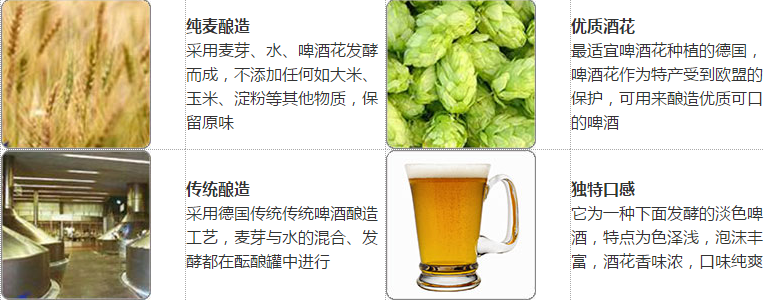 纯麦酿造
采用麦芽、水、啤酒花发酵
而成，不添加任何如大米、
玉米、淀粉等其他物质，保
留原味
优质酒花
最适宜啤酒花种植的德国，
啤酒花作为特产受到欧盟的
保护，可用来酿造优质可口
的啤酒
传统酿造
采用德国传统传统啤酒酿造
工艺，麦芽与水的混合、发
酵都在酝酿罐中进行
独特口感
它为一种下面发酵的淡色啤
酒，特点为色泽浅，泡沫丰
富，酒花香味浓，口味纯爽